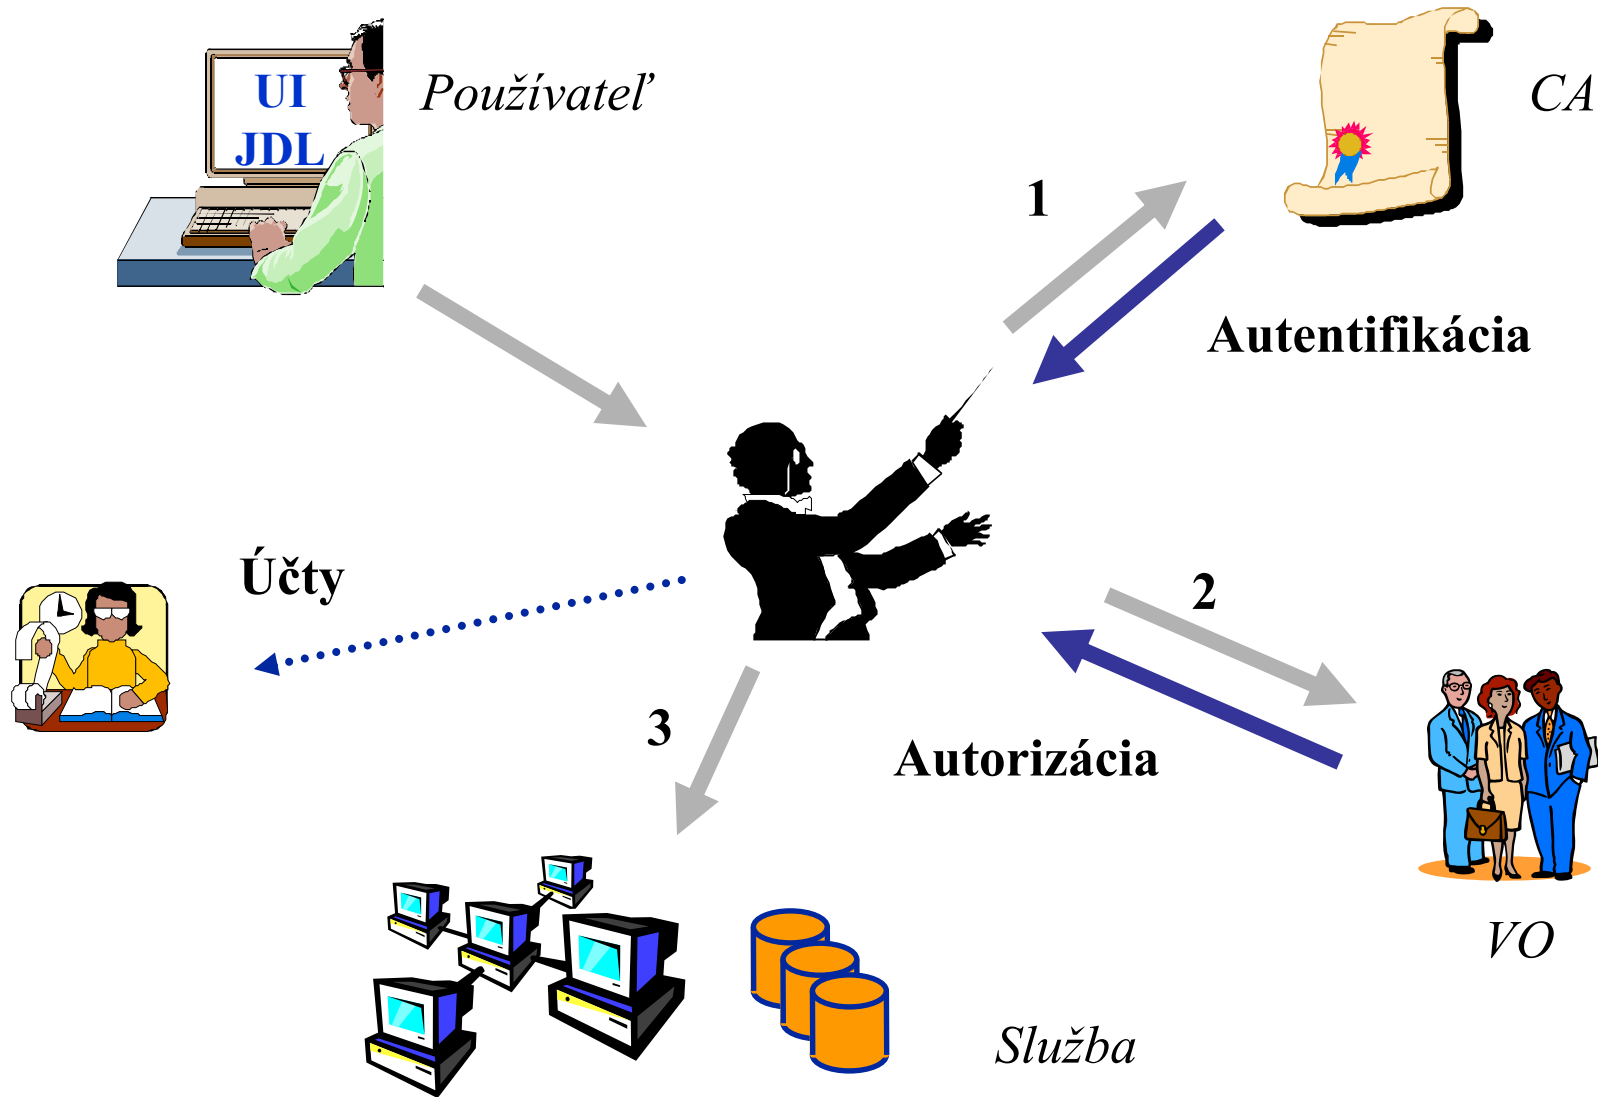 UI
JDL
Používateľ
CA
1
Autentifikácia
Účty
2
3
Autorizácia
VO
Služba